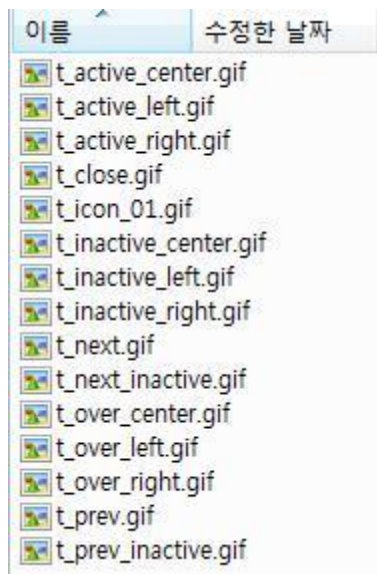 이름 수정한 날짜
t_active_center.gif
t_active_left.gif
t_active_right.gif
t_close.gif
t_icon_01.gif
t_inactive_center.gif
t_inactive_left.gif
t_inactive_right.gif
t_next.gif
t_next_inactive.gif
t_over_center.gif
t_over_left.gif
t_over_right.gif
t_prev.gif
t_prev_inactive.gif